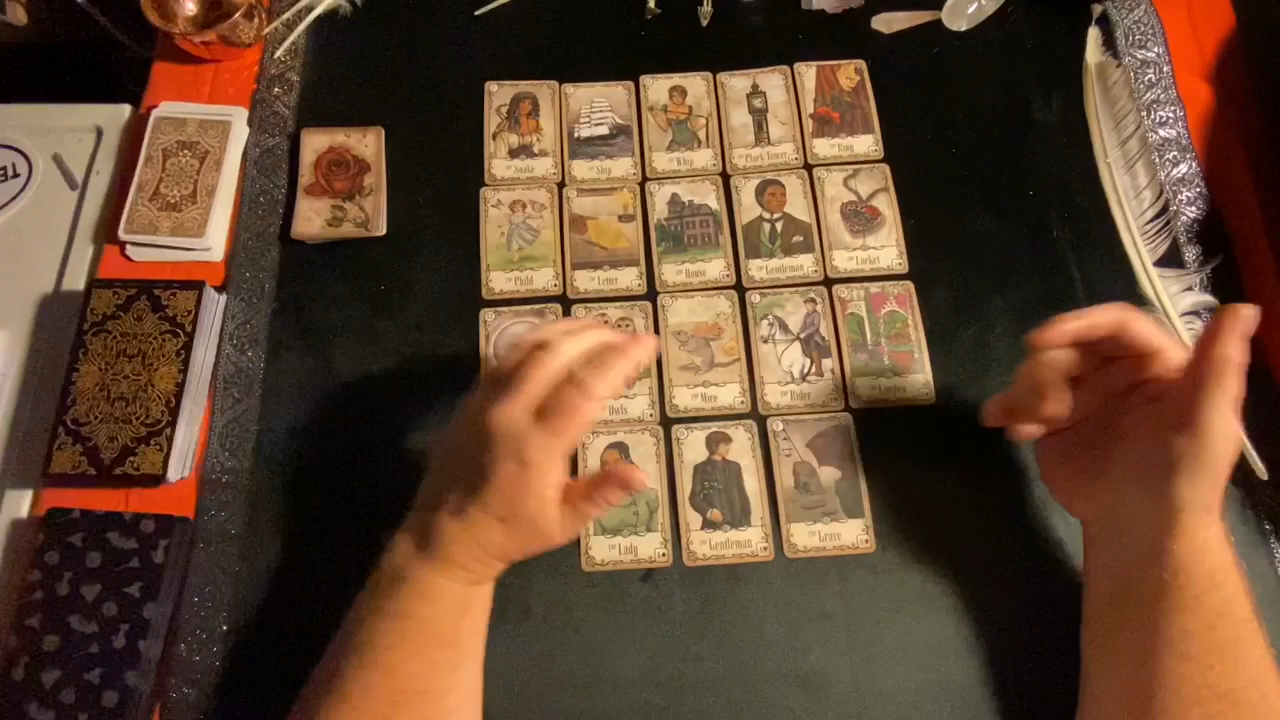 The Snake
The Ship
The Whip
The Clock Tower
The Ring
The Child
The Letter
The House
The Gentleman
The Locket
Owls
The Mice
The Rider
The Garden
The Lady
The Gentleman
The Grave
TE